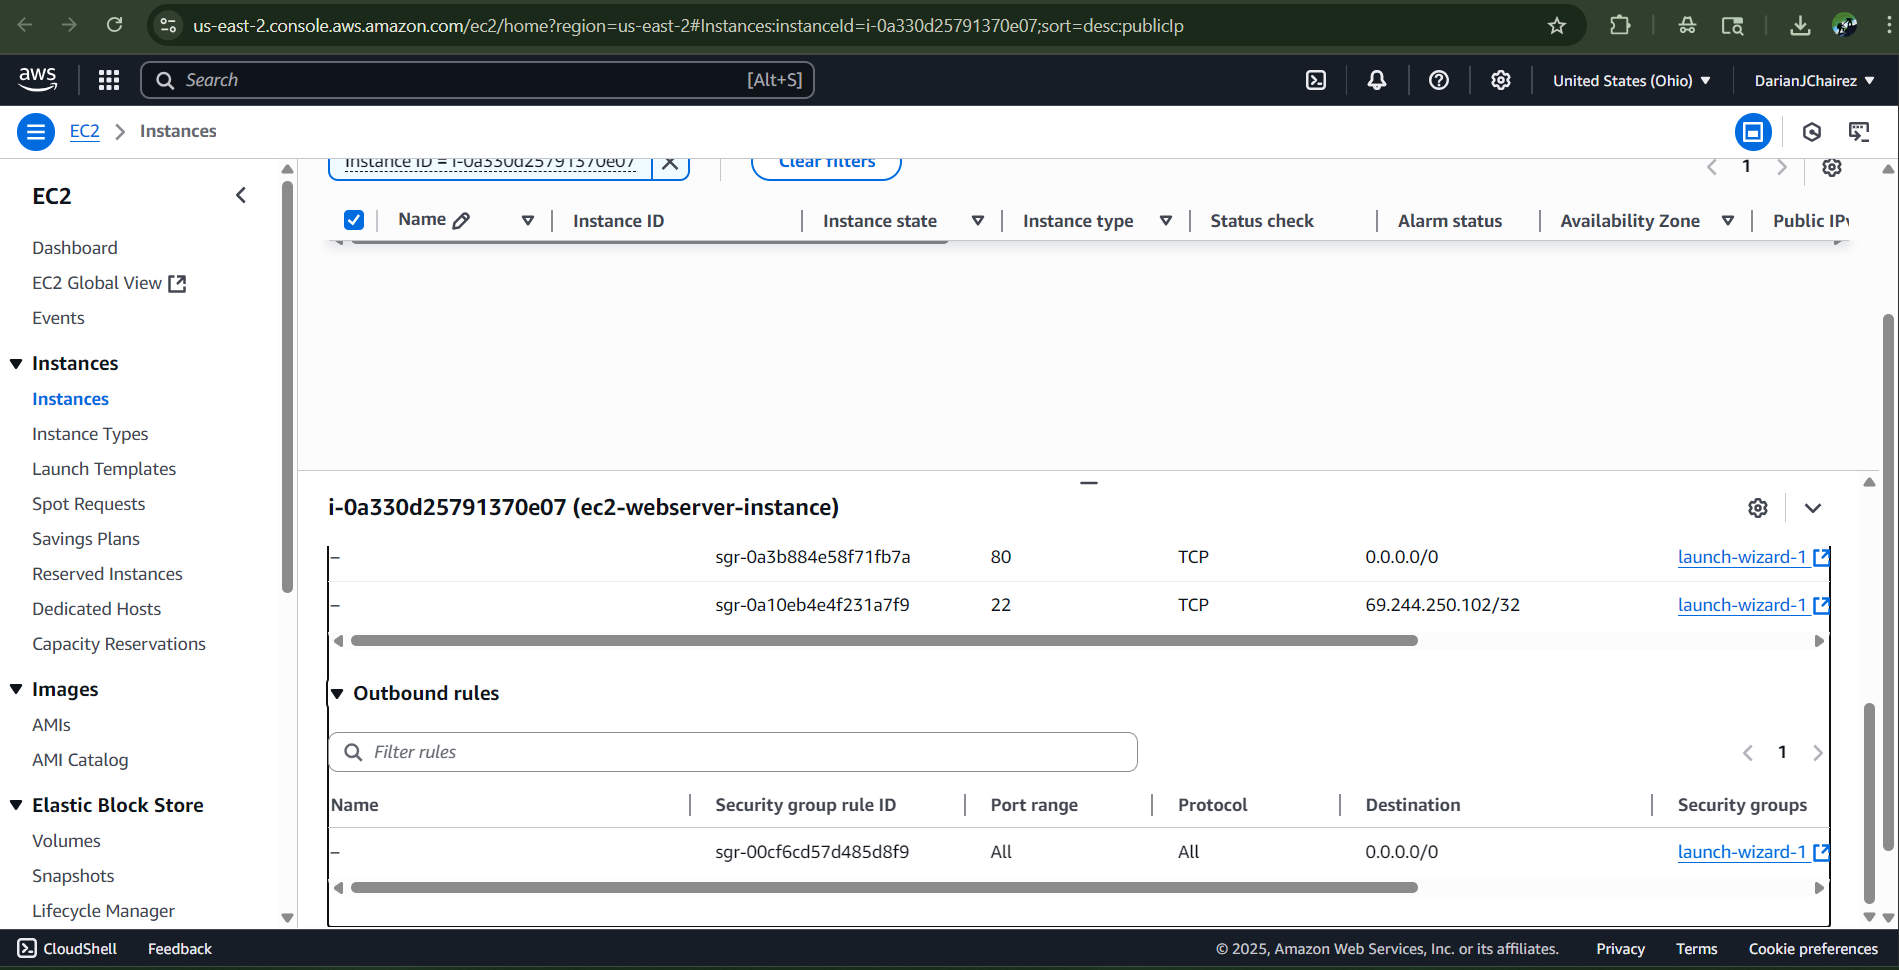 us-east-2.console.aws.amazon.com/ec2/home?region=us-east-2#Instances:instanceId=i-0a330d25791370e07;sort=desc:publicIp
aws
Search
[Alt+S]
United States (Ohio)
DarianJChairez
EC2
Instances
EC2
Dashboard
EC2 Global View
Events
Instances
Instances
Instance Types
Launch Templates
Spot Requests
Savings Plans
Reserved Instances
Dedicated Hosts
Capacity Reservations
Images
AMIs
AMI Catalog
Elastic Block Store
Volumes
Snapshots
Lifecycle Manager
Instance ID = i-0a330d25791370e07
Clear filters
1
Name Instance ID Instance state Instance type Status check Alarm status Availability Zone Public IPv
i-0a330d25791370e07 (ec2-webserver-instance)
– sgr-0a3b884e58f71fb7a 80 TCP 0.0.0.0/0 launch-wizard-1
– sgr-0a10eb4e4f231a7f9 22 TCP 69.244.250.102/32 launch-wizard-1
Outbound rules
Filter rules
1
Name Security group rule ID Port range Protocol Destination Security groups
– sgr-00cf6cd57d485d8f9 All All 0.0.0.0/0 launch-wizard-1
CloudShell Feedback © 2025, Amazon Web Services, Inc. or its affiliates. Privacy Terms Cookie preferences